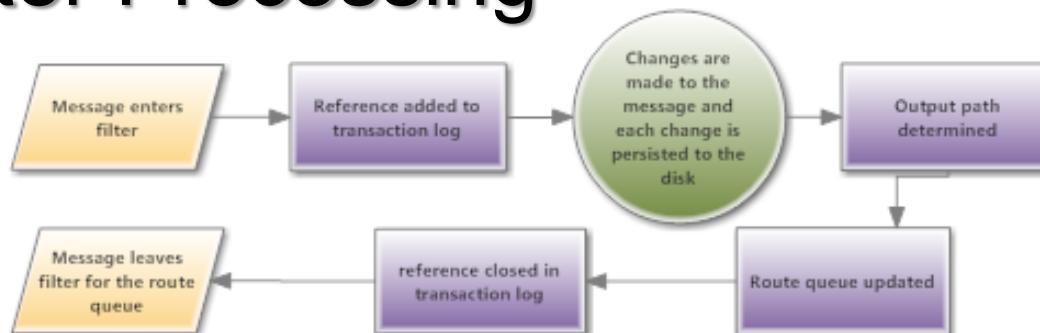 Processing
Message enters
filter
Reference added to
transaction log
Changes are
made to the
message and
each change is
persisted to the
disk
Output path
determined
Route queue updated
reference closed in
transaction log
Message leaves
filter for the route
queue